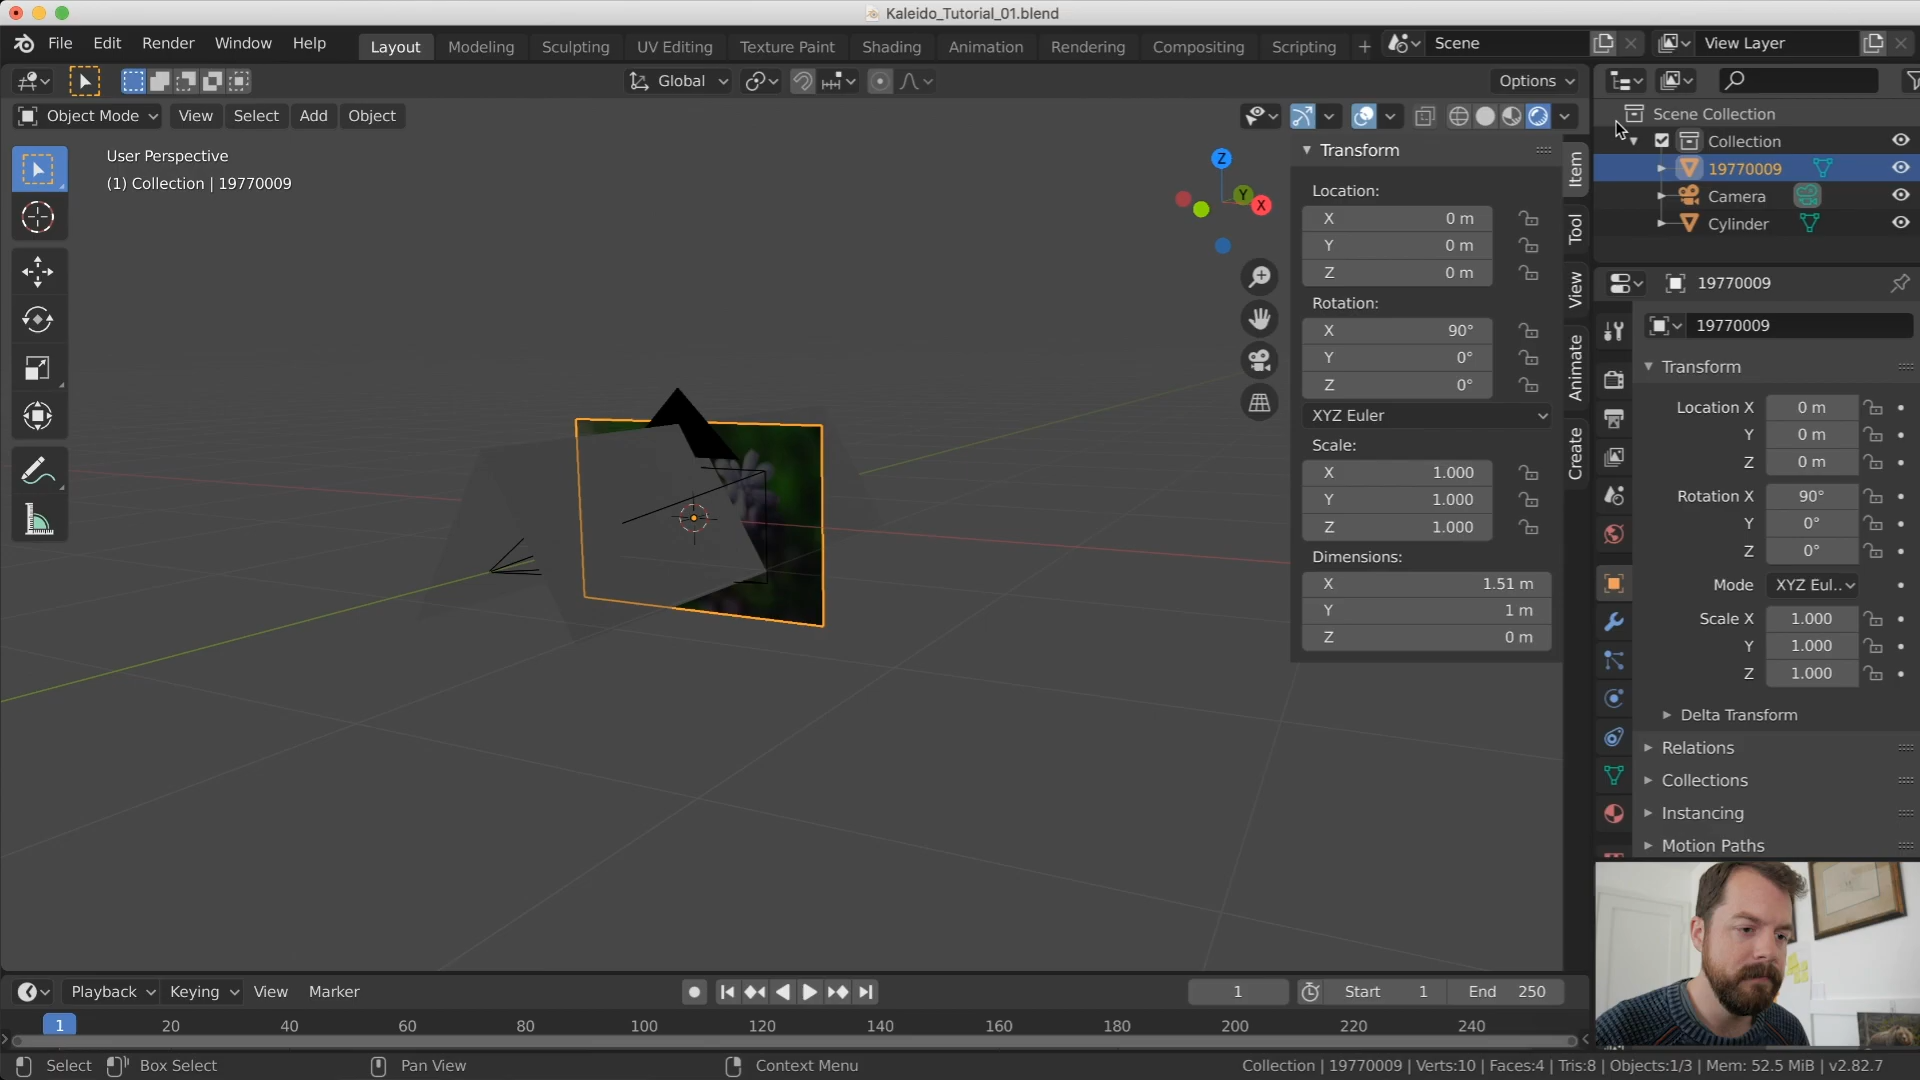 Kaleido_Tutorial_01.blend
File Edit Render Window Help
Layout Modeling Sculpting UV Editing Texture Paint Shading Animation Rendering Compositing Scripting +
Scene
View Layer
Global
Options
Object Mode View Select Add Object
User Perspective
(1) Collection | 19770009
Z
Y
X
Transform
Location:
X 0 m
Y 0 m
Z 0 m
Rotation:
X 90°
Y 0°
Z 0°
XYZ Euler
Scale:
X 1.000
Y 1.000
Z 1.000
Dimensions:
X 1.51 m
Y 1 m
Z 0 m
Item
Tool
View
Animate
Create
Scene Collection
Collection
19770009
Camera
Cylinder
19770009
19770009
Transform
Location X 0 m
Y 0 m
Z 0 m
Rotation X 90°
Y 0°
Z 0°
Mode XYZ Eul..
Scale X 1.000
Y 1.000
Z 1.000
Delta Transform
Relations
Collections
Instancing
Motion Paths
Playback Keying View Marker
1
Start 1
End 250
1 20 40 60 80 100 120 140 160 180 200 220 240
Select Box Select Pan View Context Menu
Collection | 19770009 | Verts:10 | Faces:4 | Tris:8 | Objects:1/3 | Mem: 52.5 MiB | v2.82.7